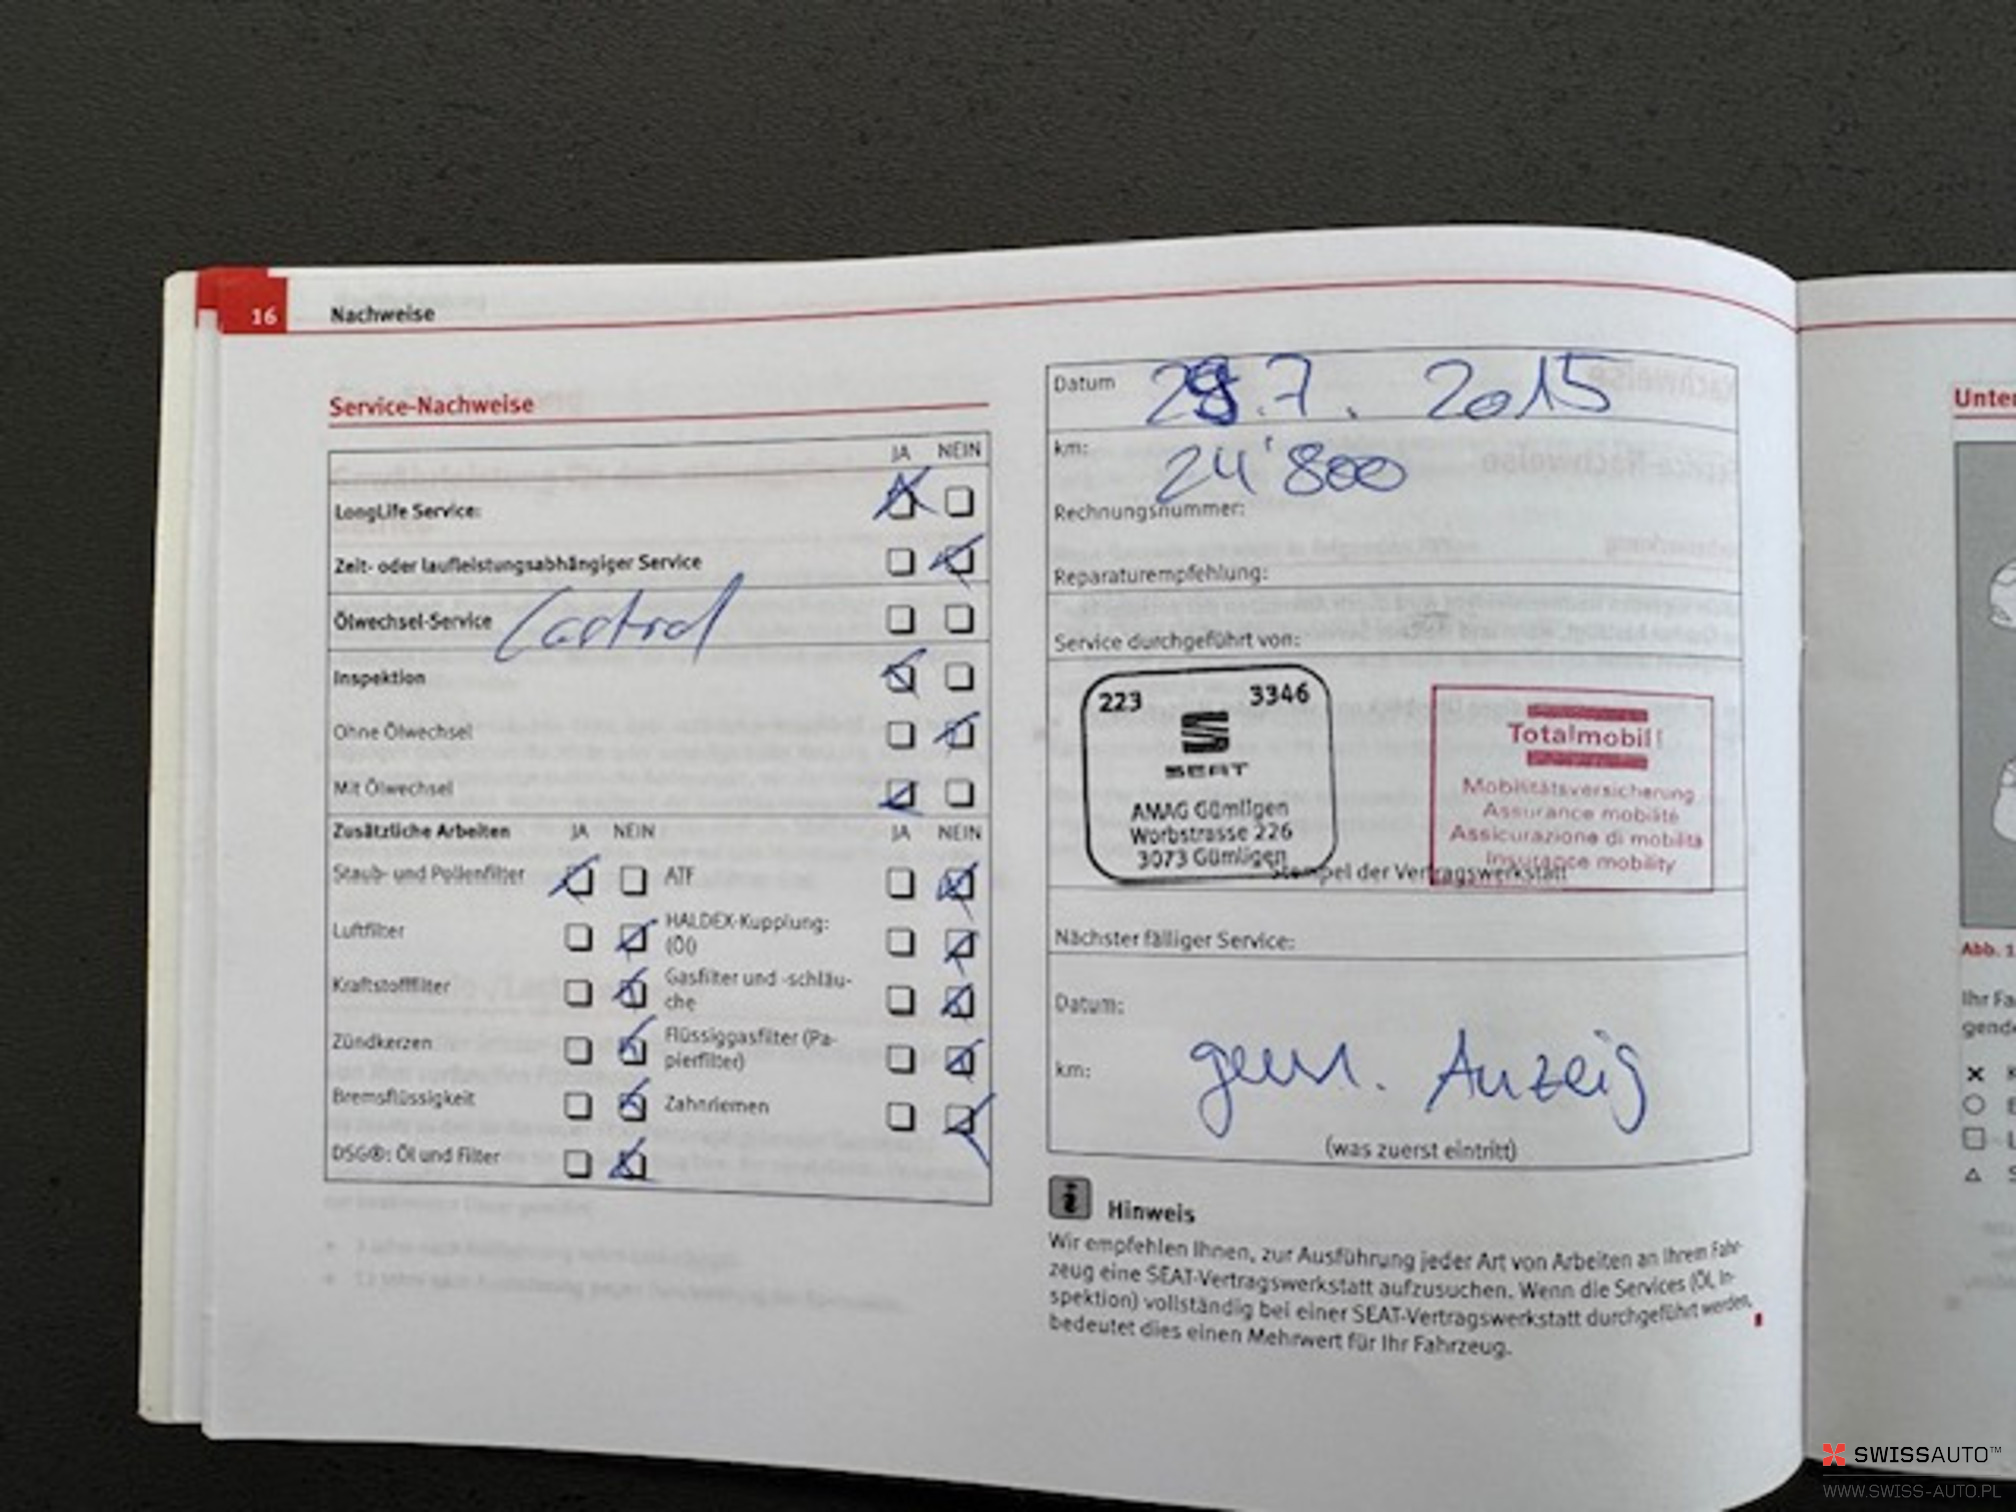 16 Nachweise
Service-Nachweise
JA NEIN
LongLife Service:
Zeit- oder laufleistungsabhängiger Service
Ölwechsel-Service Castrol
Inspektion
Ohne Ölwechsel
Mit Ölwechsel
Zusätzliche Arbeiten JA NEIN JA NEIN
Staub- und Pollenfilter ATF
Luftfilter HALDEX-Kupplung:
(Öl)
Kraftstofffilter Gasfilter und -schläu-
che
Zündkerzen Flüssiggasfilter (Pa-
pierfilter)
Bremsflüssigkeit Zahnriemen
DSG®: Öl und Filter
Datum .7. 2015
km: 24'800
Rechnungsnummer:
Reparaturempfehlung:
Service durchgeführt von:
223 3346
SEAT
AMAG Gümligen
Worbstrasse 226
3073 Gümligen
Totalmobil!
Mobilitätsversicherung
Assurance mobilité
Assicurazione di mobilità
Insurance mobility
Stempel der Vertragswerkstatt
Nächster fälliger Service:
Datum:
km: gem. Anzeig
(was zuerst eintritt)
Hinweis
Wir empfehlen Ihnen, zur Ausführung jeder Art von Arbeiten an Ihrem Fahr-
zeug eine SEAT-Vertragswerkstatt aufzusuchen. Wenn die Services (Öl, In-
spektion) vollständig bei einer SEAT-Vertragswerkstatt durchgeführt werden,
bedeutet dies einen Mehrwert für Ihr Fahrzeug.
Unter
Abb. 1
Ihr Fa
gende
SWISSAUTO™
WWW.SWISS-AUTO.PL